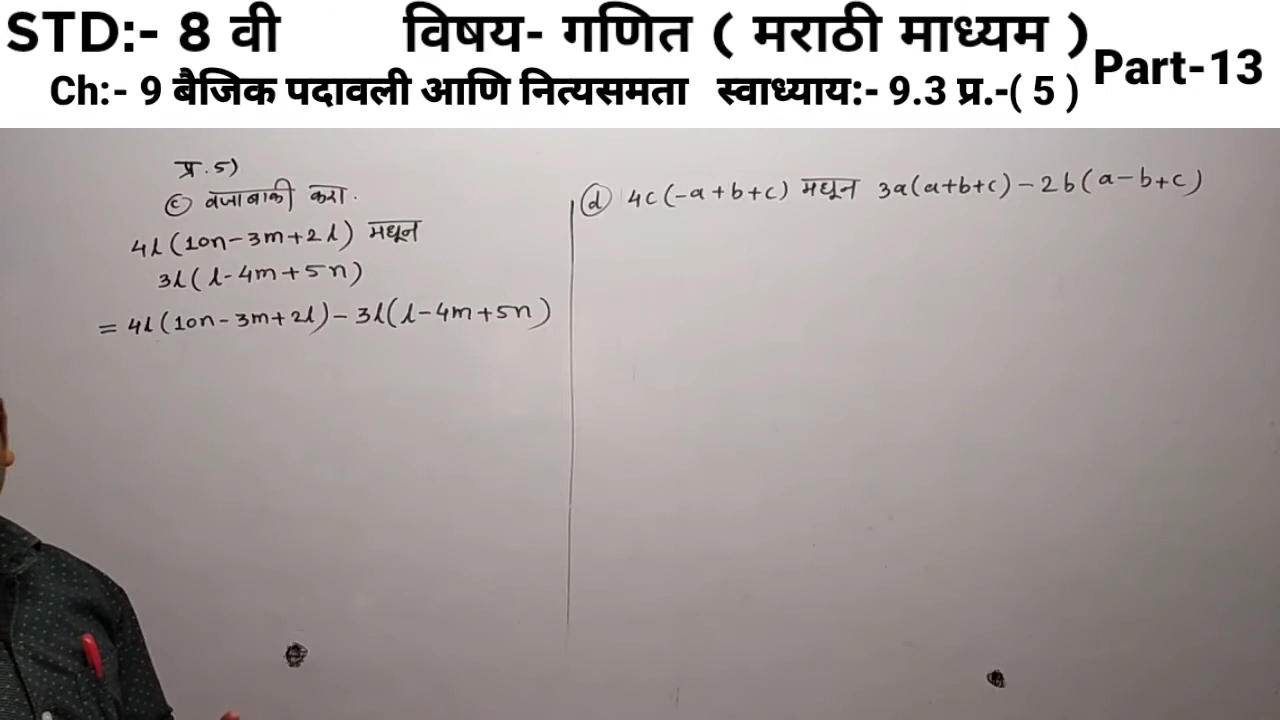 STD:- 8 वी विषय- गणित ( मराठी माध्यम )
Part-13
Ch:- 9 बैजिक पदावली आणि नित्यसमता स्वाध्याय:- 9.3 प्र.-( 5 )
प्र.5)
c वजाबाकी करा.
4l(10n-3m+2l) मधून
3l(l-4m+5n)
= 4l(10n-3m+2l)-3l(l-4m+5n)
d 4c(-a+b+c) मधून 3a(a+b+c)-2b(a-b+c)